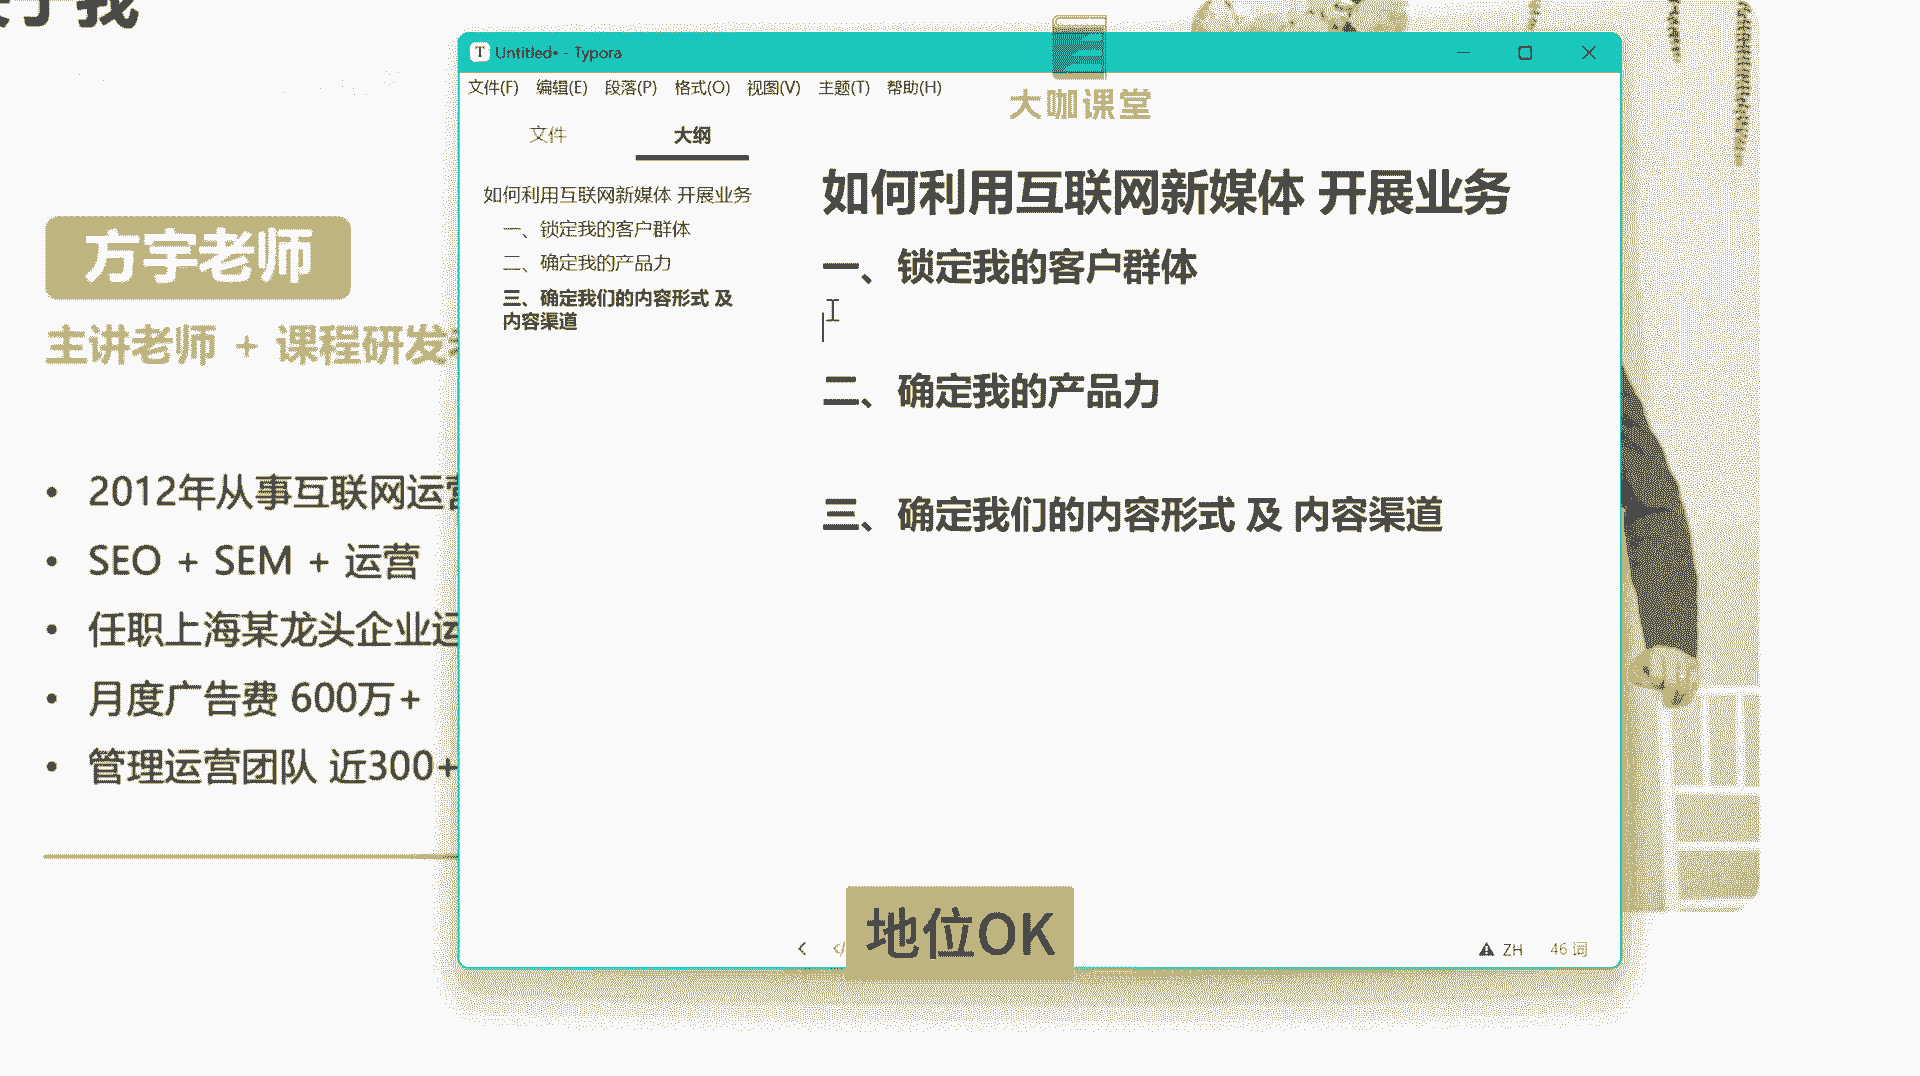 我
Untitled• - Typora
文件(F) 编辑(E) 段落(P) 格式(O) 视图(V) 主题(T) 帮助(H)
大咖课堂
文件 大纲
如何利用互联网新媒体 开展业务
一、锁定我的客户群体
二、确定我的产品力
三、确定我们的内容形式 及
内容渠道
如何利用互联网新媒体 开展业务
一、锁定我的客户群体
二、确定我的产品力
三、确定我们的内容形式 及 内容渠道
方宇老师
主讲老师 + 课程研发
• 2012年从事互联网运营
• SEO + SEM + 运营
• 任职上海某龙头企业运
• 月度广告费 600万+
• 管理运营团队 近300+
地位OK
ZH 46 词